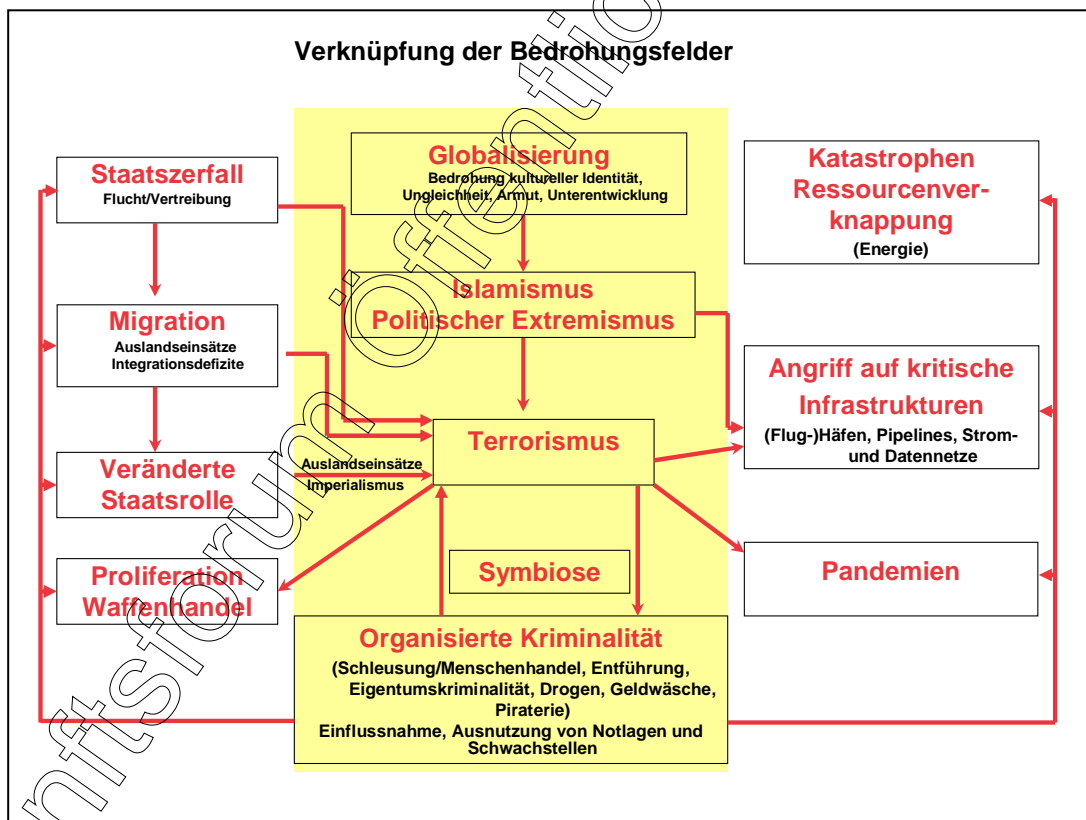 Verknüpfung der Bedrohungsfelder
Staatszerfall
Flucht/Vertreibung
Migration
Auslandseinsätze
Integrationsdefizite
Veränderte
Staatsrolle
Proliferation
Waffenhandel
Globalisierung
Bedrohung kultureller Identität,
Ungleichheit, Armut, Unterentwicklung
Islamismus
Politischer Extremismus
Terrorismus
Auslandseinsätze
Imperialismus
Symbiose
Organisierte Kriminalität
(Schleusung/Menschenhandel, Entführung,
Eigentumskriminalität, Drogen, Geldwäsche,
Piraterie)
Einflussnahme, Ausnutzung von Notlagen und
Schwachstellen
Katastrophen
Ressourcenver-
knappung
(Energie)
Angriff auf kritische
Infrastrukturen
(Flug-)Häfen, Pipelines, Strom-
und Datennetze
Pandemien
nftsforum Öffentlic